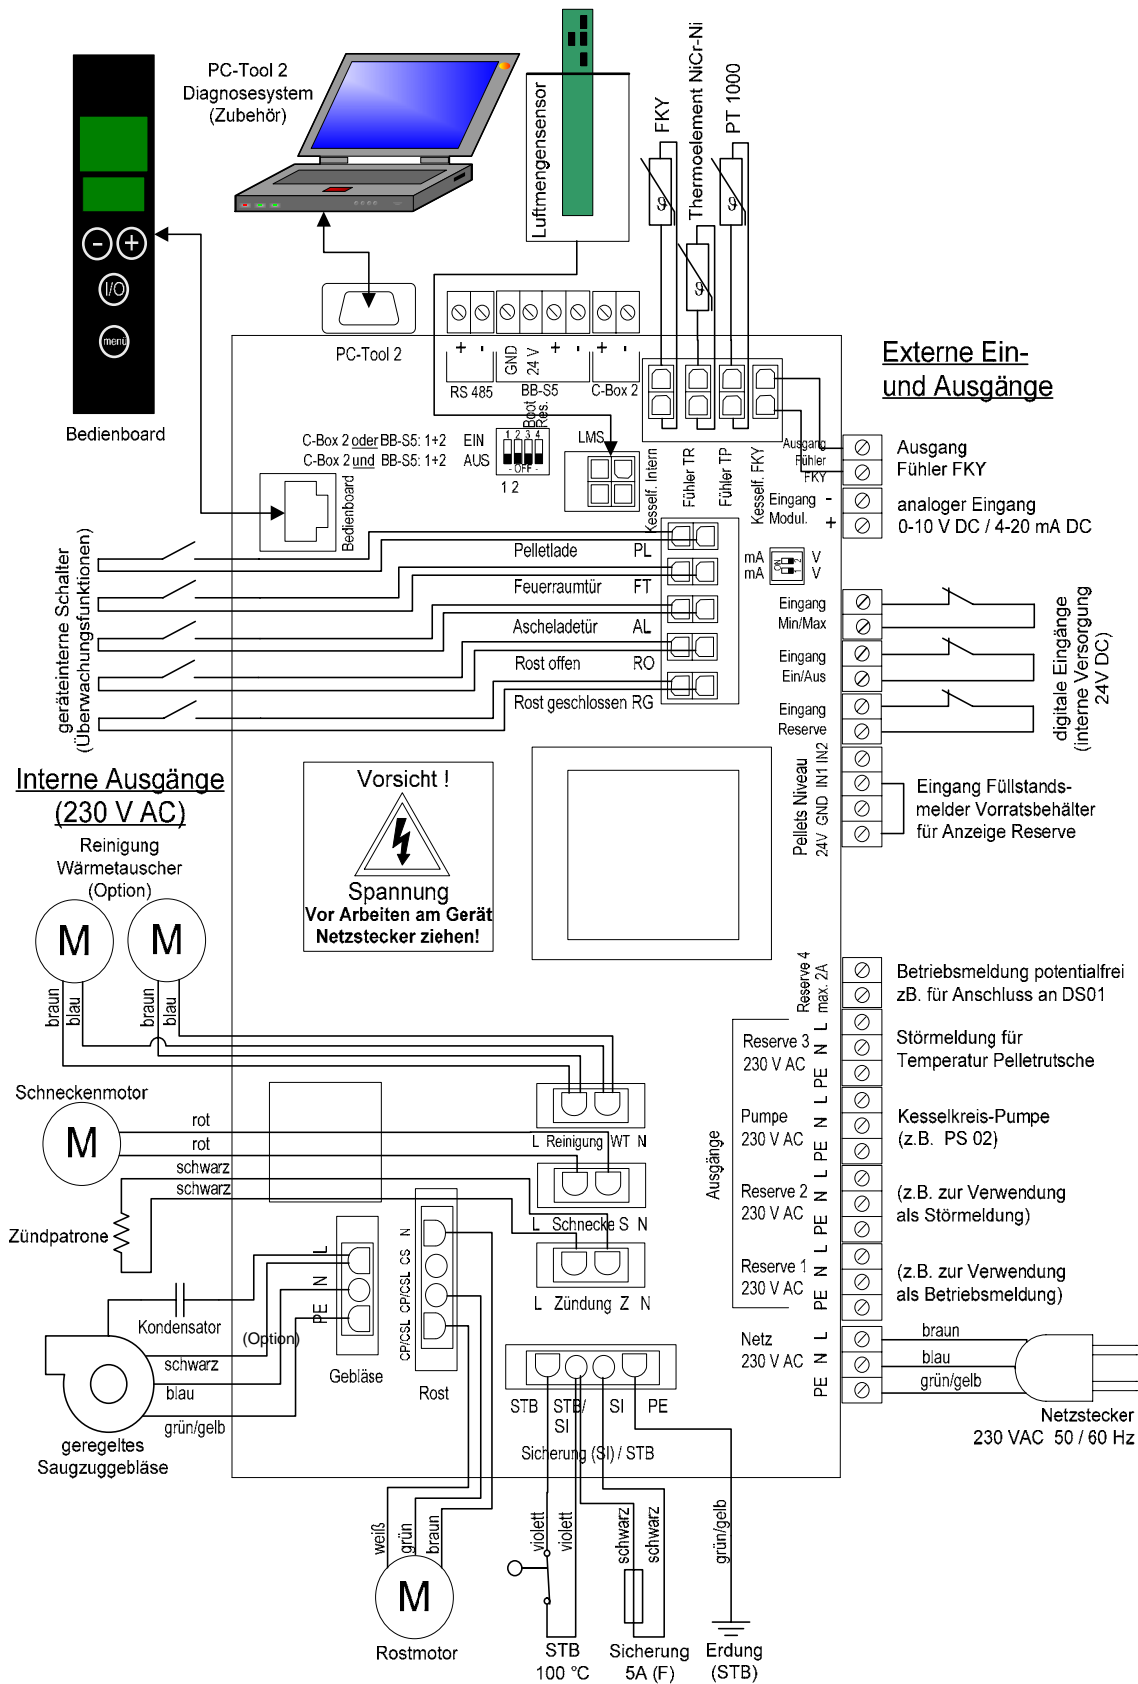 PC-Tool 2
Diagnosesystem
(Zubehör)
Luftmengensensor
FKY
Thermoelement NiCr-Ni
PT 1000
ϑ
ϑ
ϑ
- +
I/O
menü
Bedienboard
PC-Tool 2
+ - GND 24 V + - + -
RS 485 BB-S5 C-Box 2
Boot
Res.
C-Box 2 oder BB-S5: 1+2 EIN
C-Box 2 und BB-S5: 1+2 AUS
1 2 3 4
- OFF -
1 2
LMS
Bedienboard
Kesself. Intern
Fühler TR
Fühler TP
Kesself. FKY
Externe Ein-
und Ausgänge
Ausgang
Fühler
FKY
Ausgang
Fühler FKY
Eingang -
Modul. +
analoger Eingang
0-10 V DC / 4-20 mA DC
mA V
mA V
ON
1 2
geräteinterne Schalter
(Überwachungsfunktionen)
Pelletlade PL
Feuerraumtür FT
Ascheladetür AL
Rost offen RO
Rost geschlossen RG
Eingang
Min/Max
Eingang
Ein/Aus
Eingang
Reserve
digitale Eingänge
(interne Versorgung
24V DC)
Pellets Niveau
24V GND IN1 IN2
Eingang Füllstands-
melder Vorratsbehälter
für Anzeige Reserve
Interne Ausgänge
(230 V AC)
Reinigung
Wärmetauscher
(Option)
M M
braun
blau
braun
blau
Vorsicht !
Spannung
Vor Arbeiten am Gerät
Netzstecker ziehen!
Reserve 4
max. 2A
Betriebsmeldung potentialfrei
zB. für Anschluss an DS01
Ausgänge
Reserve 3
230 V AC
PE N L
Störmeldung für
Temperatur Pelletrutsche
Pumpe
230 V AC
PE N L
Kesselkreis-Pumpe
(z.B. PS 02)
Reserve 2
230 V AC
PE N L
(z.B. zur Verwendung
als Störmeldung)
Reserve 1
230 V AC
PE N L
(z.B. zur Verwendung
als Betriebsmeldung)
Netz
230 V AC
PE N L
braun
blau
grün/gelb
Netzstecker
230 VAC 50 / 60 Hz
Schneckenmotor
M
rot
rot
schwarz
schwarz
Zündpatrone
L Reinigung WT N
L Schnecke S N
L Zündung Z N
Kondensator
(Option)
schwarz
blau
grün/gelb
geregeltes
Saugzuggebläse
PE N L
Gebläse
CP/CSL CP/CSL CS N
Rost
STB STB/
SI SI PE
Sicherung (SI) / STB
weiß
grün
braun
M
Rostmotor
violett
violett
STB
100 °C
schwarz
schwarz
Sicherung
5A (F)
grün/gelb
Erdung
(STB)